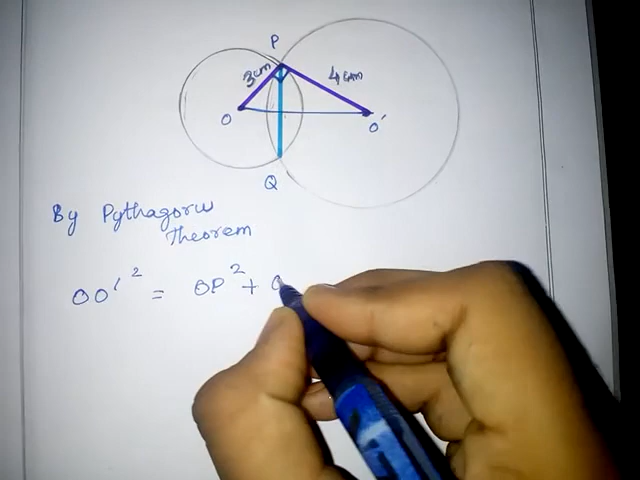 P
3cm
4cm
O
O'
Q
By Pythagorus
Theorem
OO'² = OP² + O